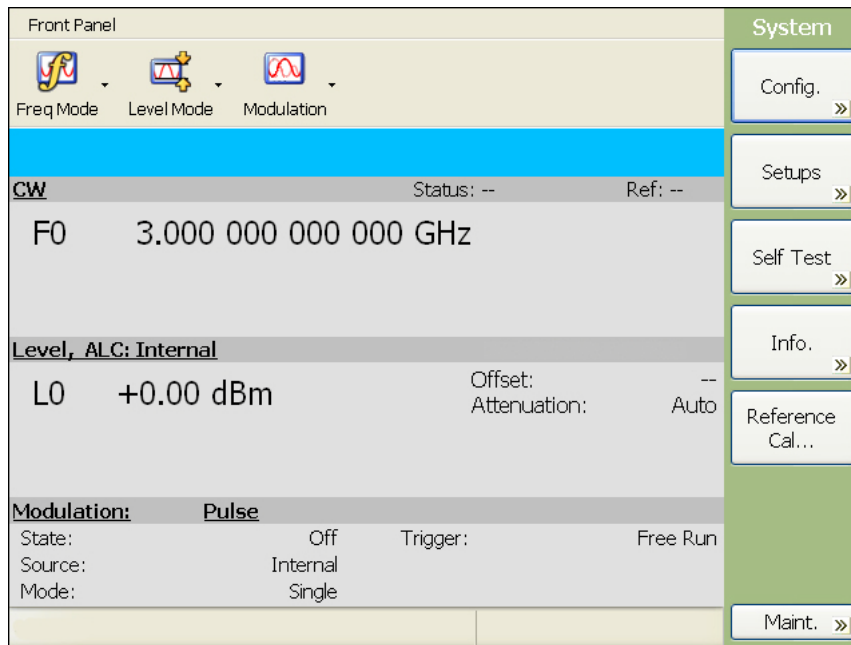 Front Panel
Freq Mode
Level Mode
Modulation
CW Status: -- Ref: --
F0 3.000 000 000 000 GHz
Level, ALC: Internal
L0 +0.00 dBm
Offset: --
Attenuation: Auto
Modulation: Pulse
State: Off Trigger: Free Run
Source: Internal
Mode: Single
System
Config.
Setups
Self Test
Info.
Reference
Cal...
Maint.